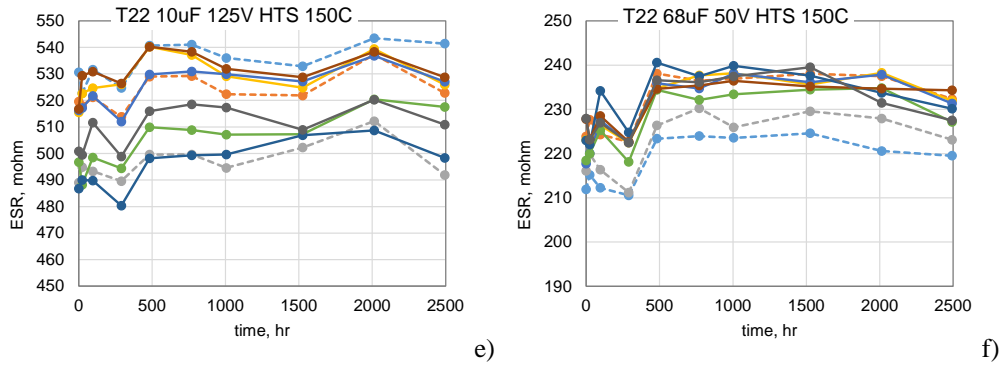 T22 10uF 125V HTS 150C
550
540
530
520
510
500
490
480
470
460
450
ESR, mohm
0 500 1000 1500 2000 2500
time, hr
e)
T22 68uF 50V HTS 150C
250
240
230
220
210
200
190
ESR, mohm
0 500 1000 1500 2000 2500
time, hr
f)